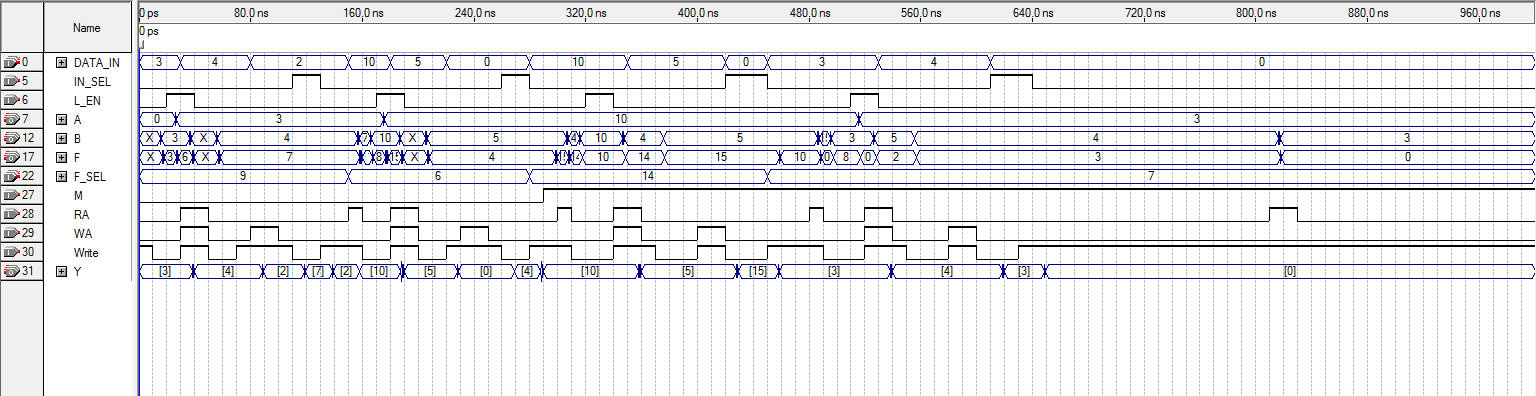 0 ps 80.0 ns 160.0 ns 240.0 ns 320.0 ns 400.0 ns 480.0 ns 560.0 ns 640.0 ns 720.0 ns 800.0 ns 880.0 ns 960.0 ns
Name
0 ps
0 DATA_IN 3 4 2 10 5 0 10 5 0 3 4 0
5 IN_SEL
6 L_EN
7 A 0 3 10 3
12 B X 3 X 4 7 10 X 5 4 10 4 5 3 5 4 3
17 F X 3 6 X 7 8 X 4 10 14 15 10 0 8 0 2 3 0
22 F_SEL 9 6 14 7
27 M
28 RA
29 WA
30 Write
31 Y [3] [4] [2] [7] [2] [10] [5] [0] [4] [10] [5] [15] [3] [4] [3] [0]